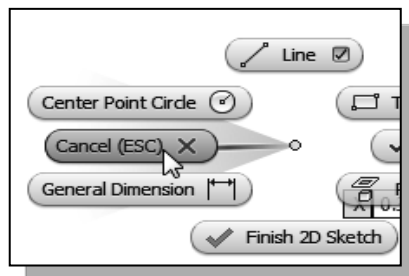 Line
Center Point Circle
Cancel (ESC)
General Dimension
Finish 2D Sketch